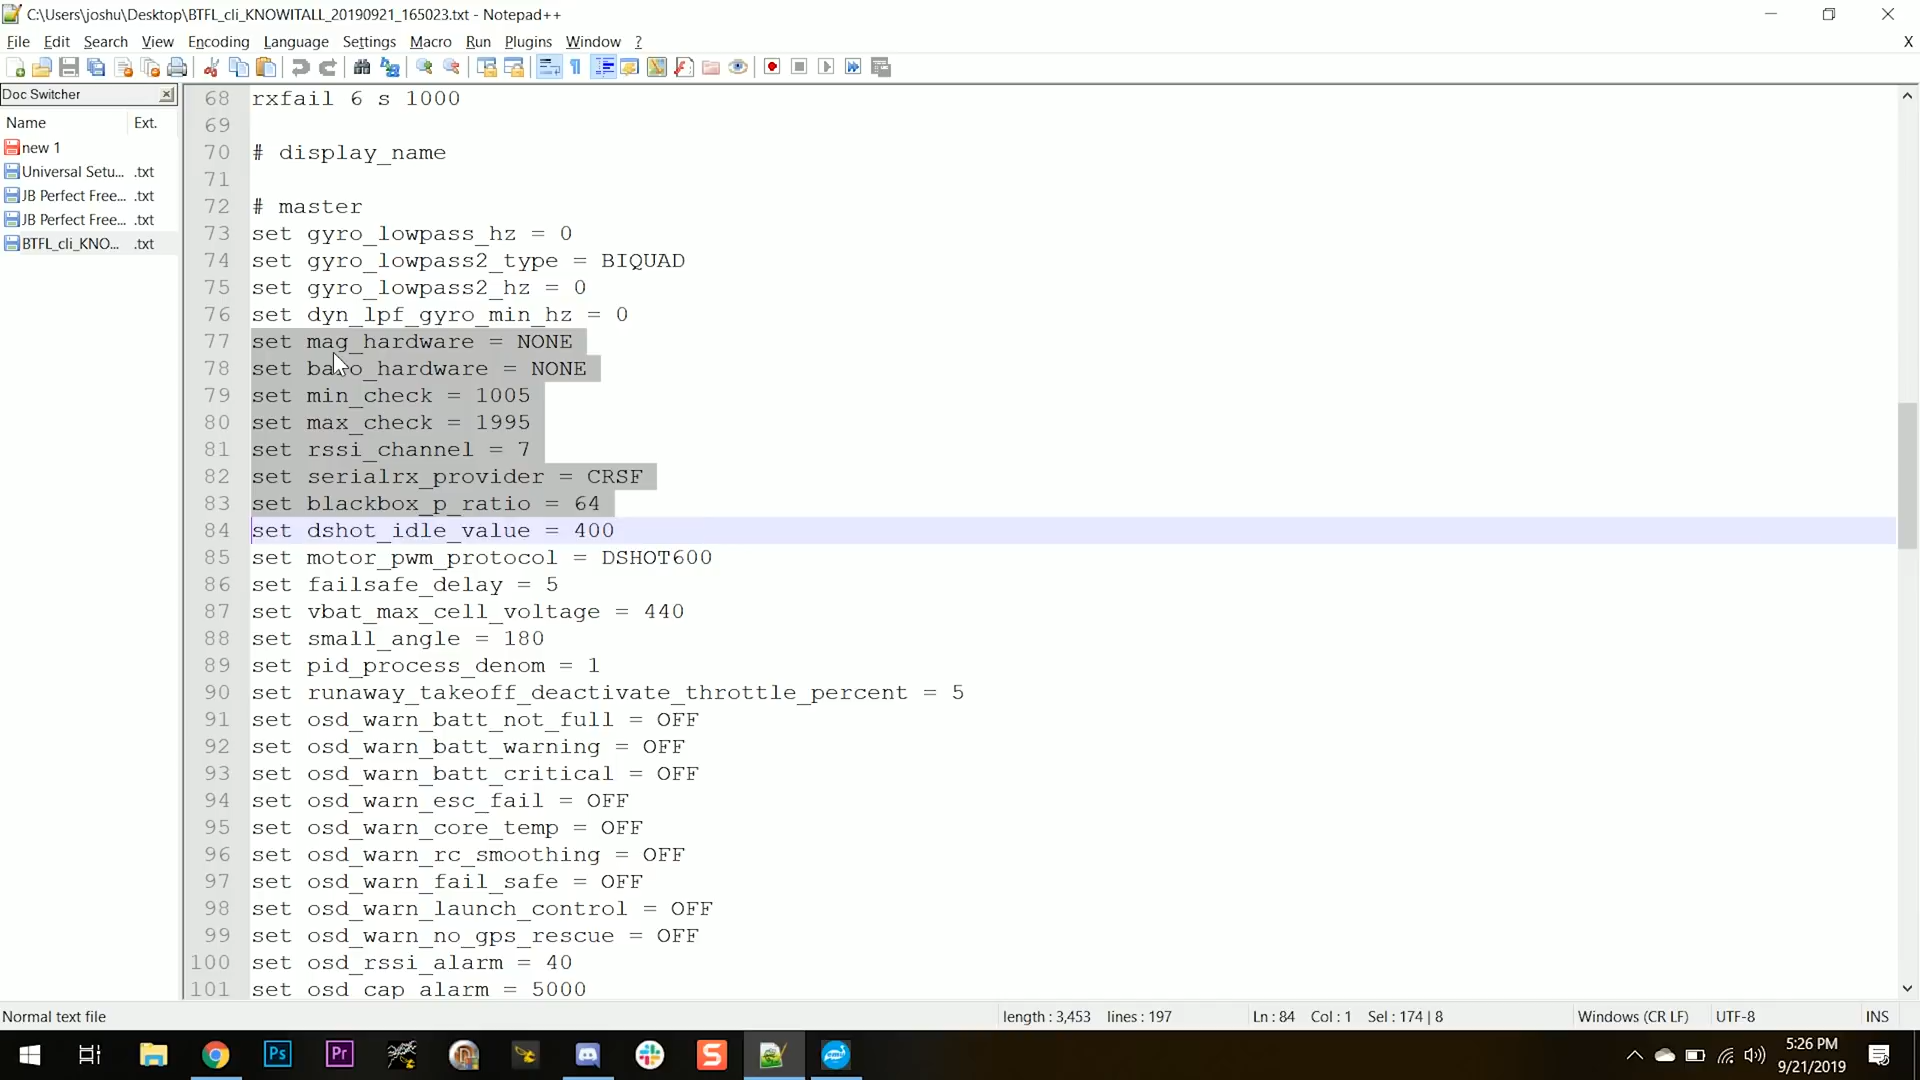 C:\Users\joshu\Desktop\BTFL_cli_KNOWITALL_20190921_165023.txt - Notepad++
File Edit Search View Encoding Language Settings Macro Run Plugins Window ? X
Doc Switcher
Name Ext.
new 1
Universal Setu... .txt
JB Perfect Free... .txt
JB Perfect Free... .txt
BTFL_cli_KNO... .txt
68 rxfail 6 s 1000
69
70 # display_name
71
72 # master
73 set gyro_lowpass_hz = 0
74 set gyro_lowpass2_type = BIQUAD
75 set gyro_lowpass2_hz = 0
76 set dyn_lpf_gyro_min_hz = 0
77 set mag_hardware = NONE
78 set baro_hardware = NONE
79 set min_check = 1005
80 set max_check = 1995
81 set rssi_channel = 7
82 set serialrx_provider = CRSF
83 set blackbox_p_ratio = 64
84 set dshot_idle_value = 400
85 set motor_pwm_protocol = DSHOT600
86 set failsafe_delay = 5
87 set vbat_max_cell_voltage = 440
88 set small_angle = 180
89 set pid_process_denom = 1
90 set runaway_takeoff_deactivate_throttle_percent = 5
91 set osd_warn_batt_not_full = OFF
92 set osd_warn_batt_warning = OFF
93 set osd_warn_batt_critical = OFF
94 set osd_warn_esc_fail = OFF
95 set osd_warn_core_temp = OFF
96 set osd_warn_rc_smoothing = OFF
97 set osd_warn_fail_safe = OFF
98 set osd_warn_launch_control = OFF
99 set osd_warn_no_gps_rescue = OFF
100 set osd_rssi_alarm = 40
101 set osd_cap_alarm = 5000
Normal text file length : 3,453 lines : 197 Ln : 84 Col : 1 Sel : 174 | 8 Windows (CR LF) UTF-8 INS
Ps Pr S
5:26 PM
9/21/2019